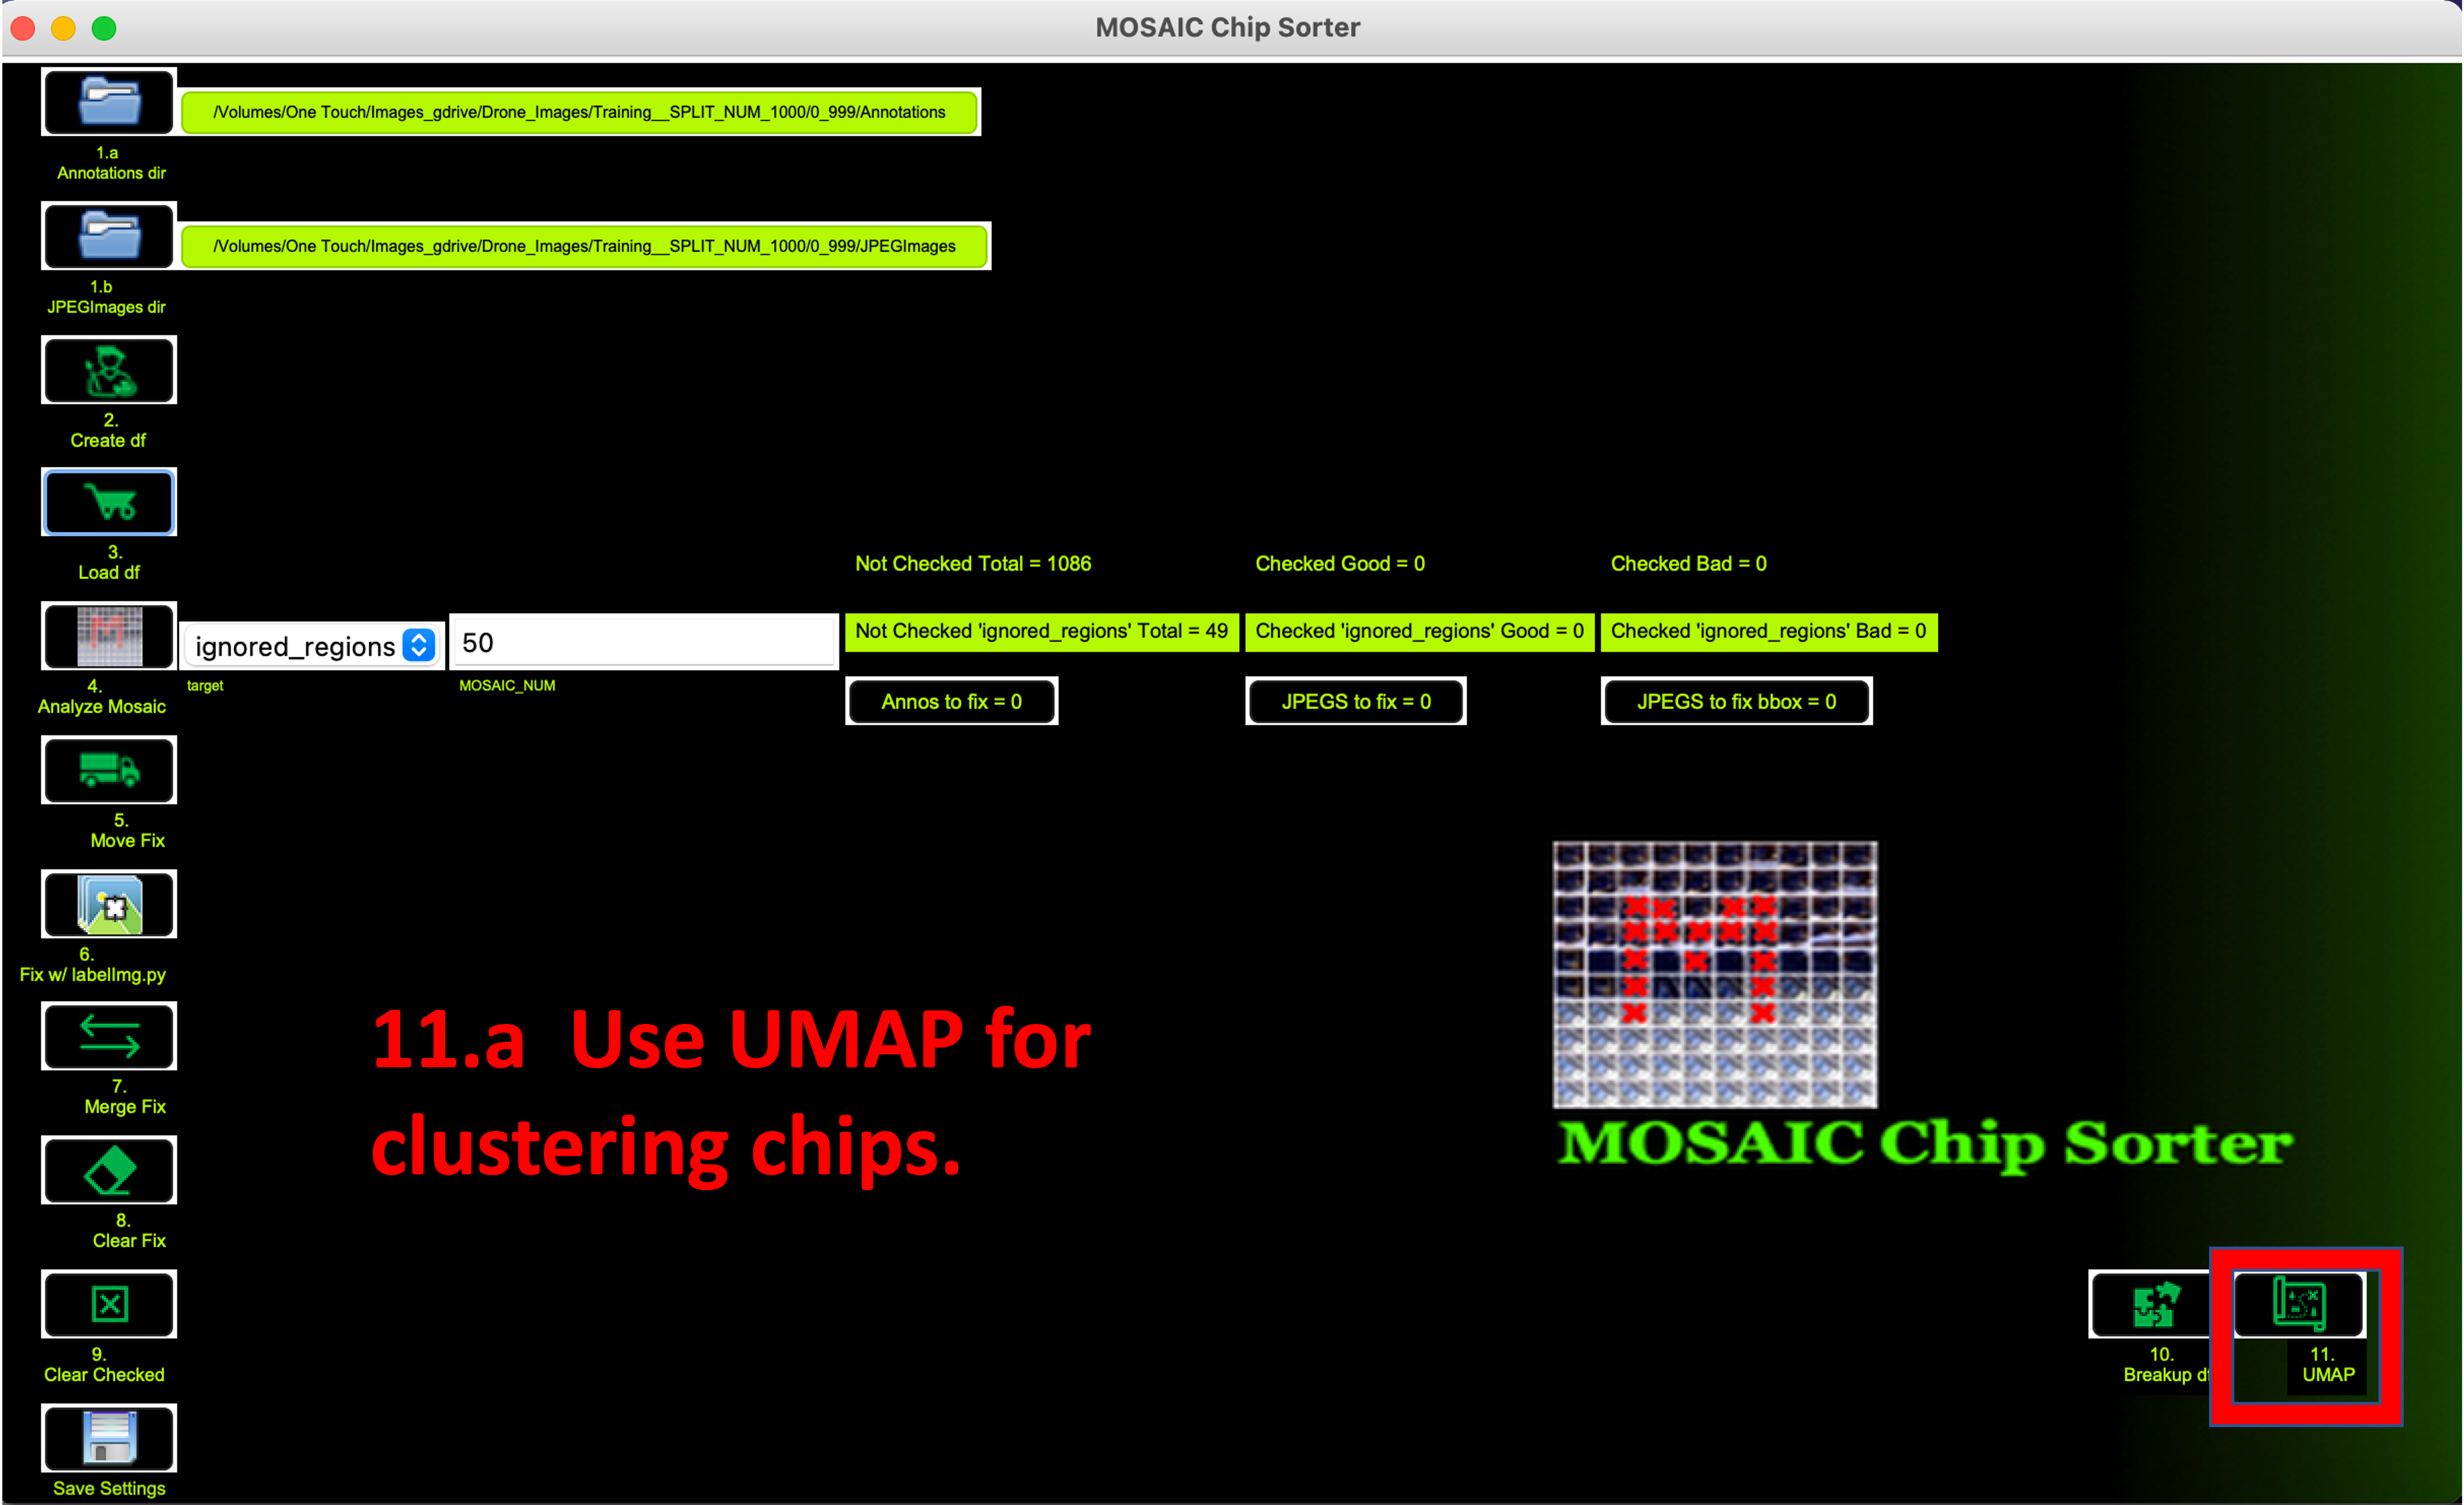 MOSAIC Chip Sorter
/Volumes/One Touch/Images_gdrive/Drone_Images/Training__SPLIT_NUM_1000/0_999/Annotations
1.a
Annotations dir
/Volumes/One Touch/Images_gdrive/Drone_Images/Training__SPLIT_NUM_1000/0_999/JPEGImages
1.b
JPEGImages dir
2.
Create df
3.
Load df
Not Checked Total = 1086
Checked Good = 0
Checked Bad = 0
M
ignored_regions
50
Not Checked 'ignored_regions' Total = 49
Checked 'ignored_regions' Good = 0
Checked 'ignored_regions' Bad = 0
4.
Analyze Mosaic
target
MOSAIC_NUM
Annos to fix = 0
JPEGS to fix = 0
JPEGS to fix bbox = 0
5.
Move Fix
6.
Fix w/ labelImg.py
7.
Merge Fix
11.a Use UMAP for
clustering chips.
MOSAIC Chip Sorter
8.
Clear Fix
9.
Clear Checked
10.
Breakup df
11.
UMAP
Save Settings